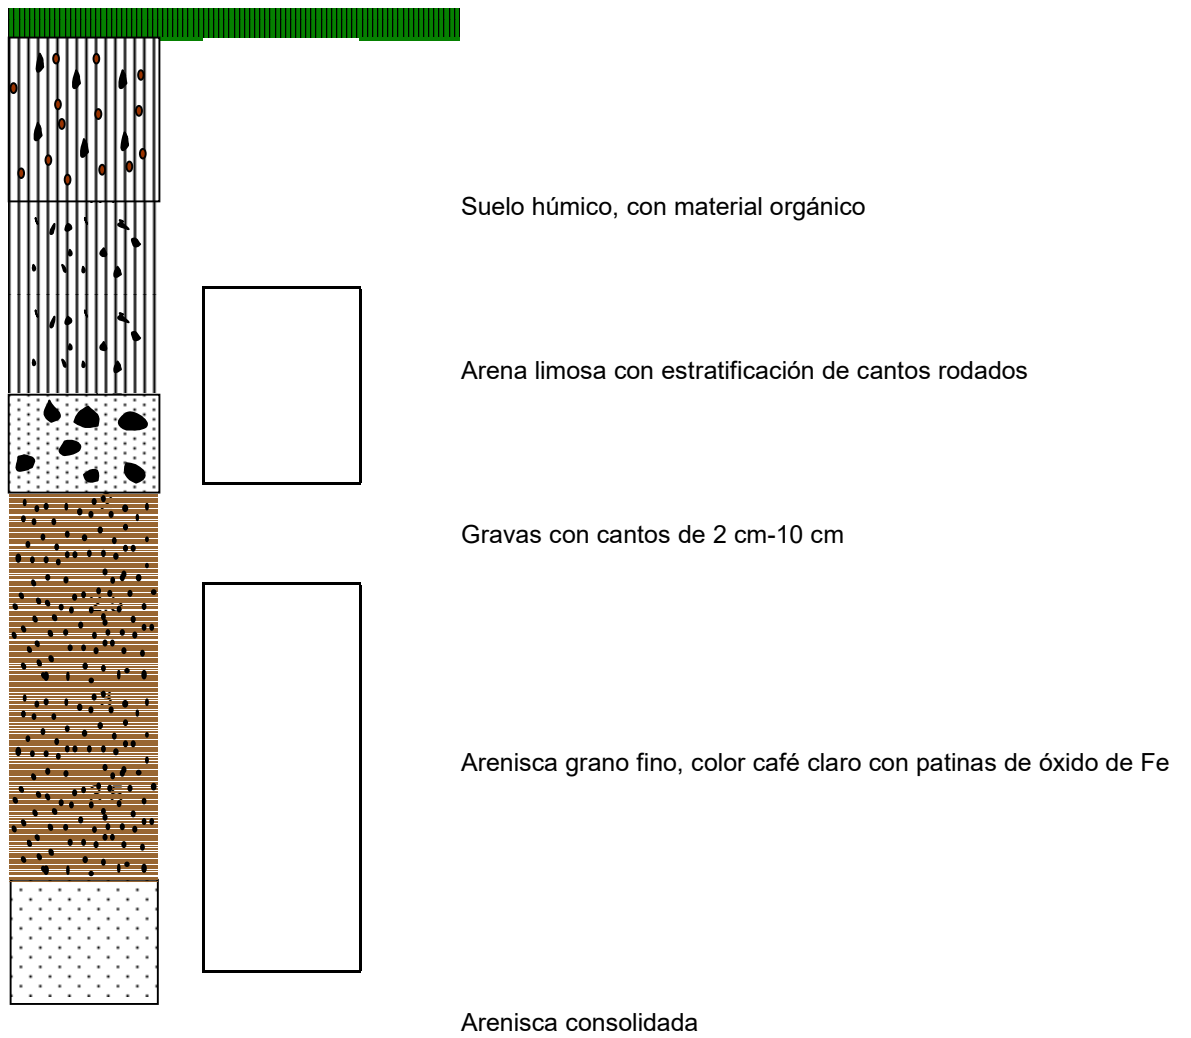 Suelo húmico, con material orgánico
Arena limosa con estratificación de cantos rodados
Gravas con cantos de 2 cm-10 cm
Arenisca grano fino, color café claro con patinas de óxido de Fe
Arenisca consolidada